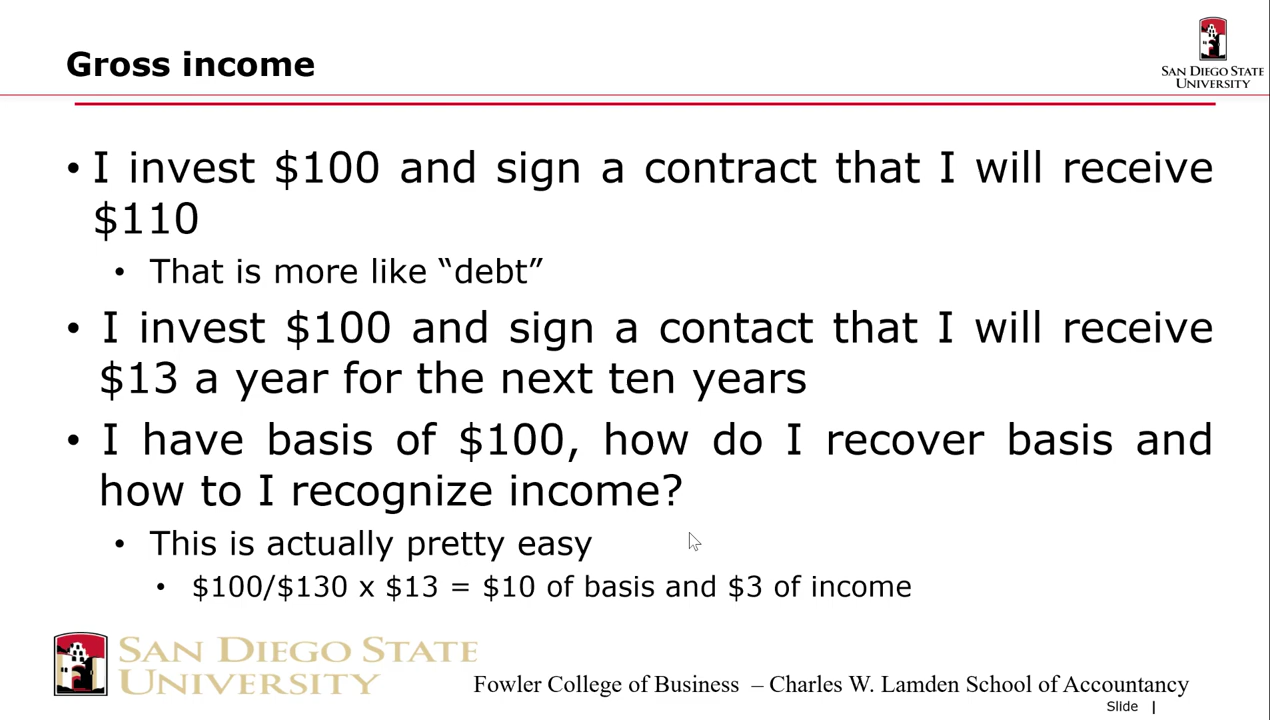 Gross income
SAN DIEGO STATE
UNIVERSITY
• I invest $100 and sign a contract that I will receive
$110
• That is more like “debt”
• I invest $100 and sign a contact that I will receive
$13 a year for the next ten years
• I have basis of $100, how do I recover basis and
how to I recognize income?
• This is actually pretty easy
• $100/$130 x $13 = $10 of basis and $3 of income
SAN DIEGO STATE
UNIVERSITY
Fowler College of Business – Charles W. Lamden School of Accountancy
Slide |